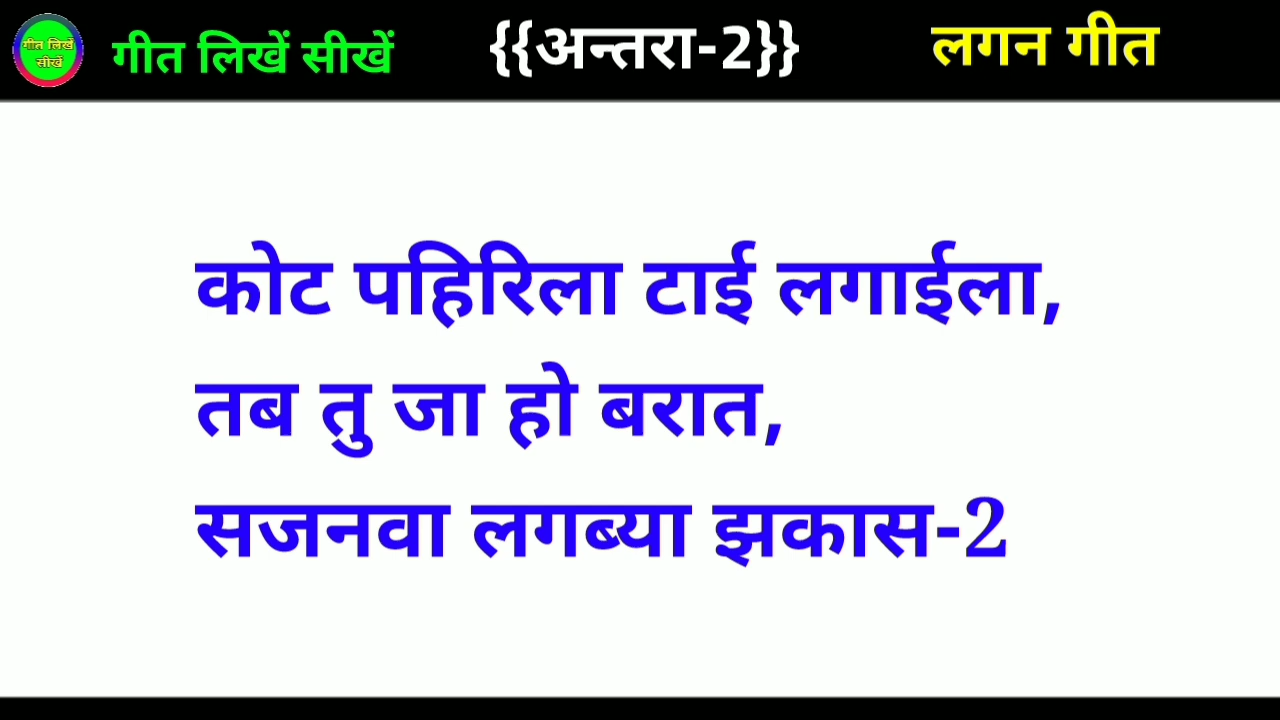 गीत लिखें सीखें
गीत लिखें सीखें {{अन्तरा-2}} लगन गीत
कोट पहिरिला टाई लगाईला,
तब तु जा हो बरात,
सजनवा लगब्या झकास-2